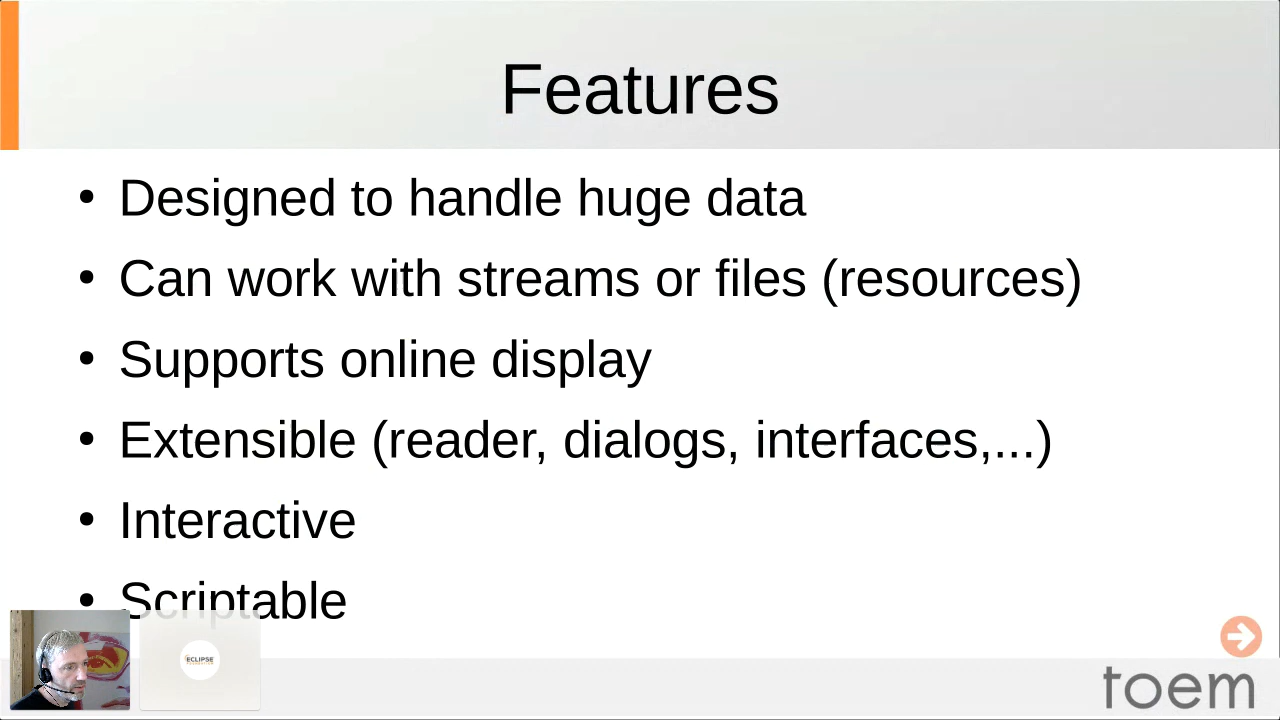 Features
• Designed to handle huge data
• Can work with streams or files (resources)
• Supports online display
• Extensible (reader, dialogs, interfaces,...)
• Interactive
• Scriptable
ECLIPSE
FOUNDATION
toem